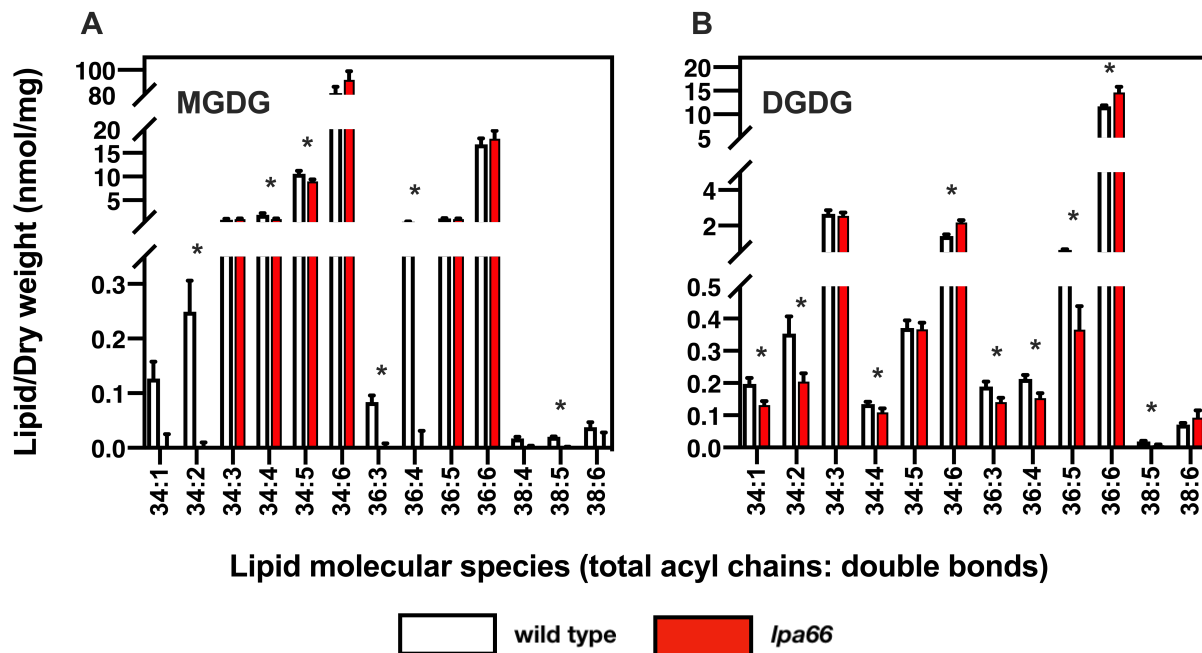 A
B
Lipid/Dry weight (nmol/mg)
MGDG
100
80
20
15
10
5
0.3
0.2
0.1
0.0
* * * * * *
34:1 34:2 34:3 34:4 34:5 34:6 36:3 36:4 36:5 36:6 38:4 38:5 38:6
DGDG
20
15
10
5
4
2
0.5
0.4
0.3
0.2
0.1
0.0
* * * * * * * * *
34:1 34:2 34:3 34:4 34:5 34:6 36:3 36:4 36:5 36:6 38:5 38:6
Lipid molecular species (total acyl chains: double bonds)
wild type
lpa66